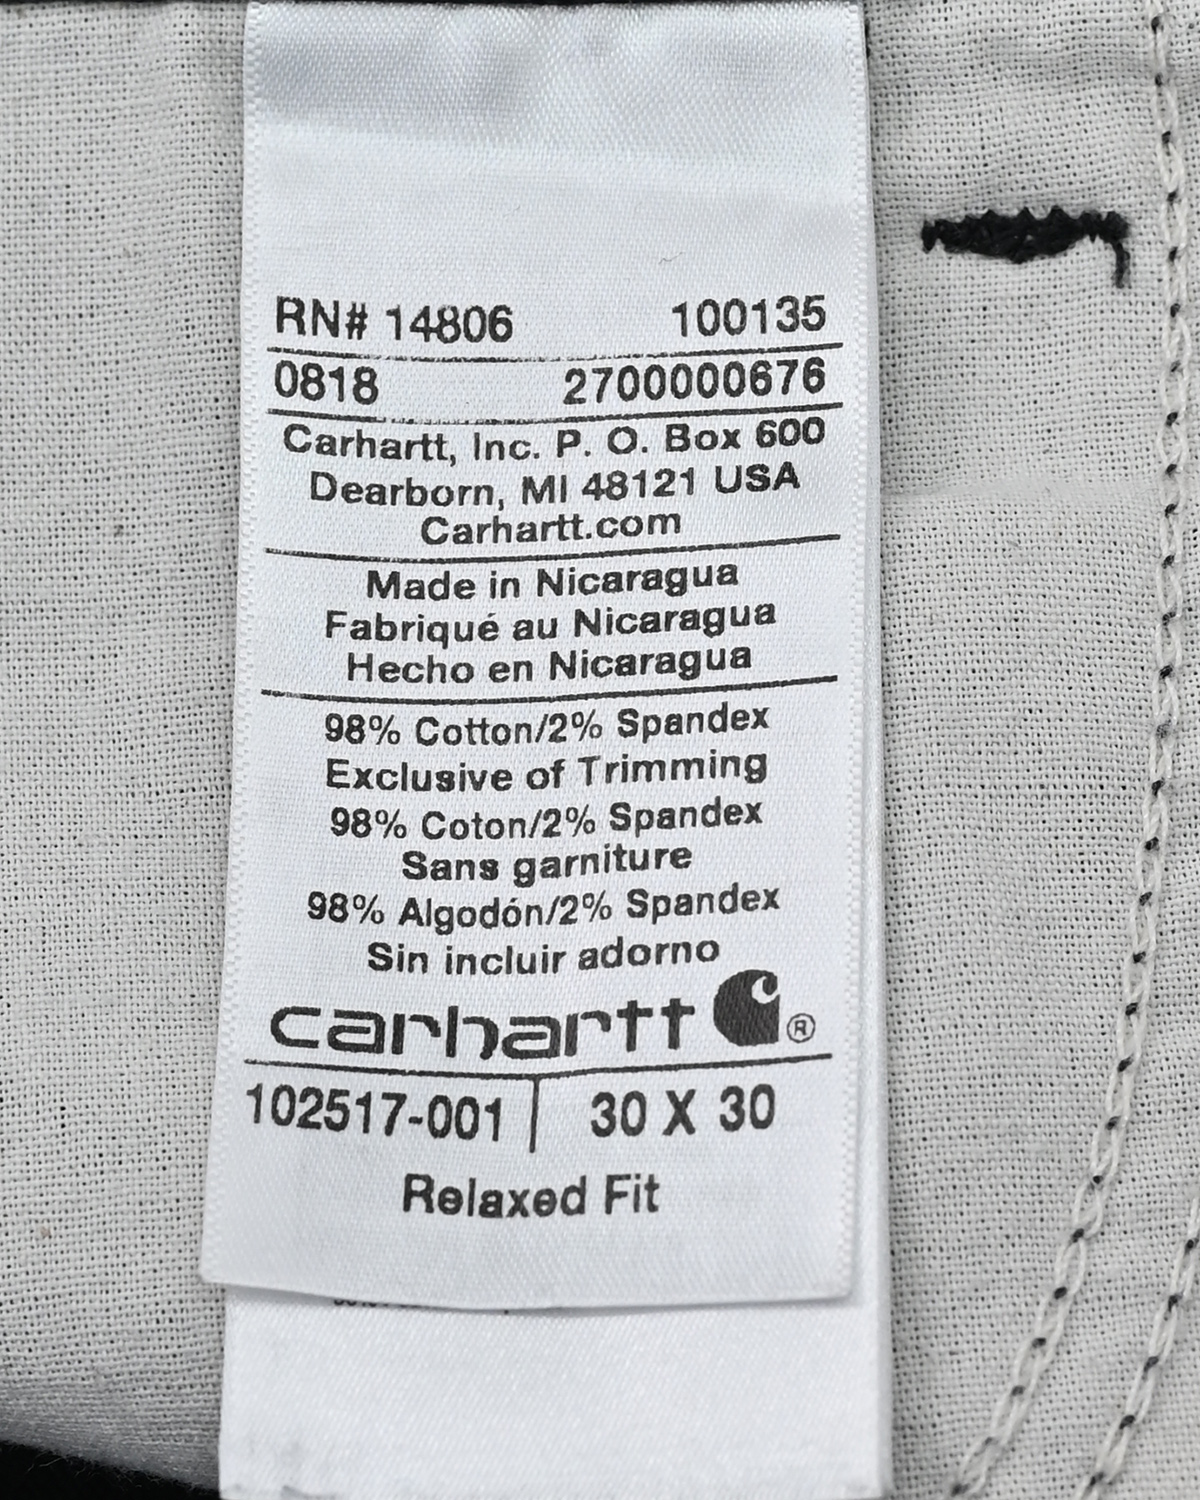 RN# 14806 100135
0818 2700000676
Carhartt, Inc. P. O. Box 600
Dearborn, MI 48121 USA
Carhartt.com
Made in Nicaragua
Fabriqué au Nicaragua
Hecho en Nicaragua
98% Cotton/2% Spandex
Exclusive of Trimming
98% Coton/2% Spandex
Sans garniture
98% Algodón/2% Spandex
Sin incluir adorno
carhartt ®
102517-001 30 X 30
Relaxed Fit